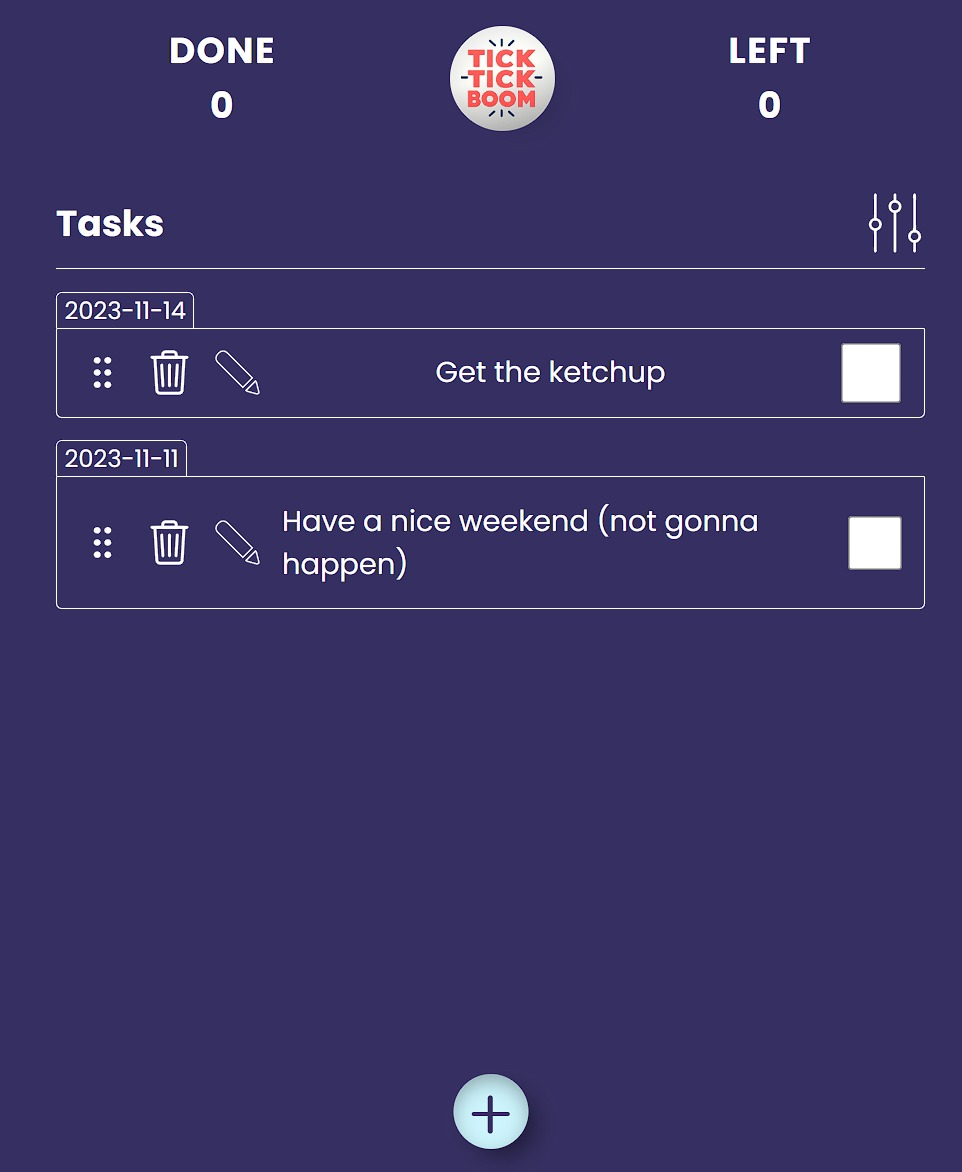 DONE
LEFT
0
0
TICK
TICK
BOOM
Tasks
2023-11-14
Get the ketchup
2023-11-11
Have a nice weekend (not gonna
happen)